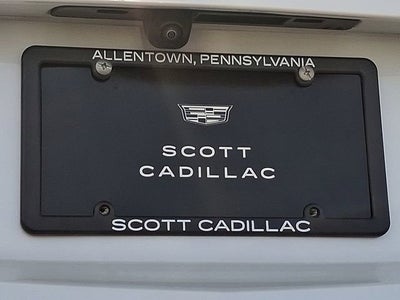 ALLENTOWN, PENNSYLVANIA
SCOTT
CADILLAC
SCOTT CADILLAC